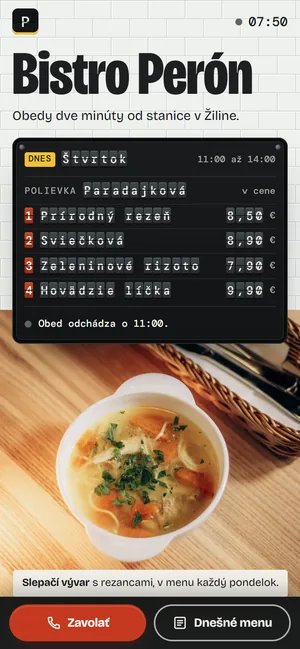 P
07:50
Bistro Perón
Obedy dve minúty od stanice v Žiline.
DNES Štvrtok 11:00 až 14:00
POLIEVKA Paradajková v cene
1 Prírodný rezeň 8,50 €
2 Sviečková 8,90 €
3 Zeleninové rizoto 7,90 €
4 Hovädzie líčka 9,90 €
Obed odchádza o 11:00.
Slepačí vývar s rezancami, v menu každý pondelok.
Zavolať
Dnešné menu